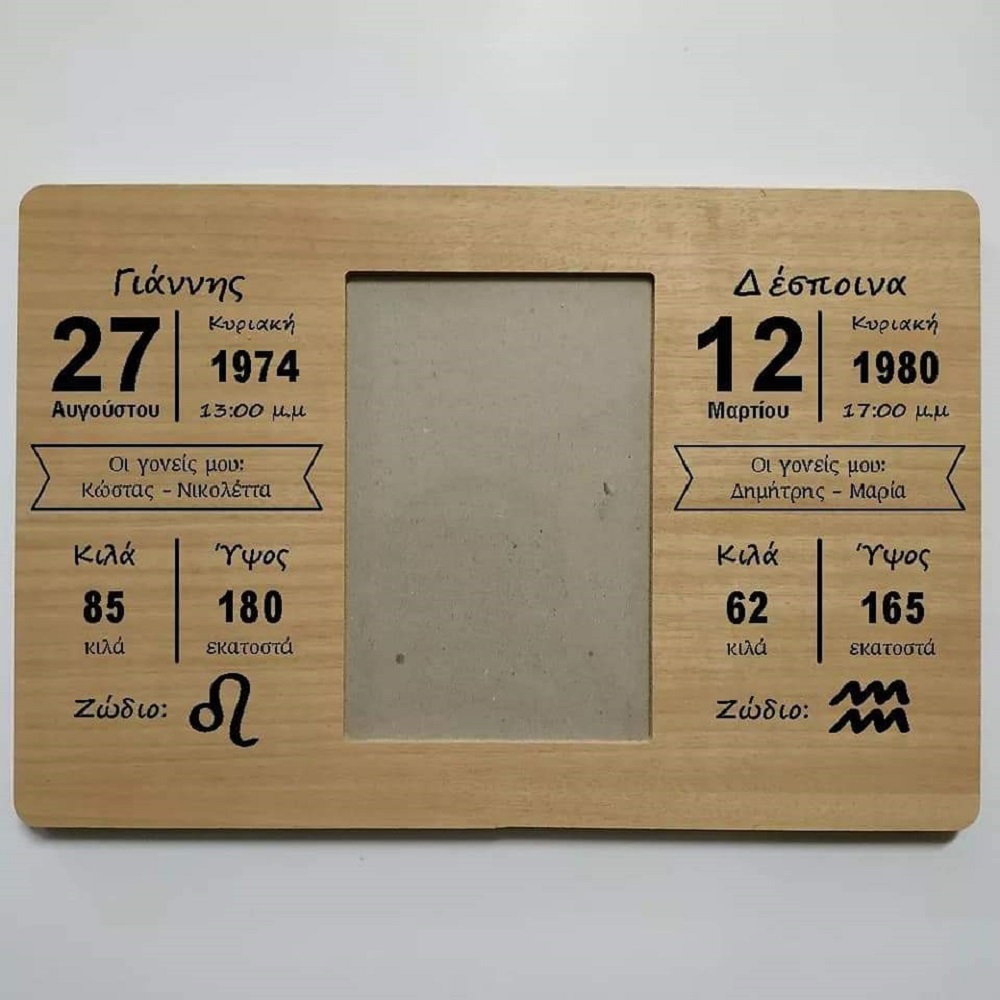 Γιάννης
27
Αυγούστου
Κυριακή
1974
13:00 μ.μ
Οι γονείς μου:
Κώστας - Νικολέττα
Κιλά
85
κιλά
Ύψος
180
εκατοστά
Ζώδιο: ♌
Δέσποινα
12
Μαρτίου
Κυριακή
1980
17:00 μ.μ
Οι γονείς μου:
Δημήτρης - Μαρία
Κιλά
62
κιλά
Ύψος
165
εκατοστά
Ζώδιο: ♒